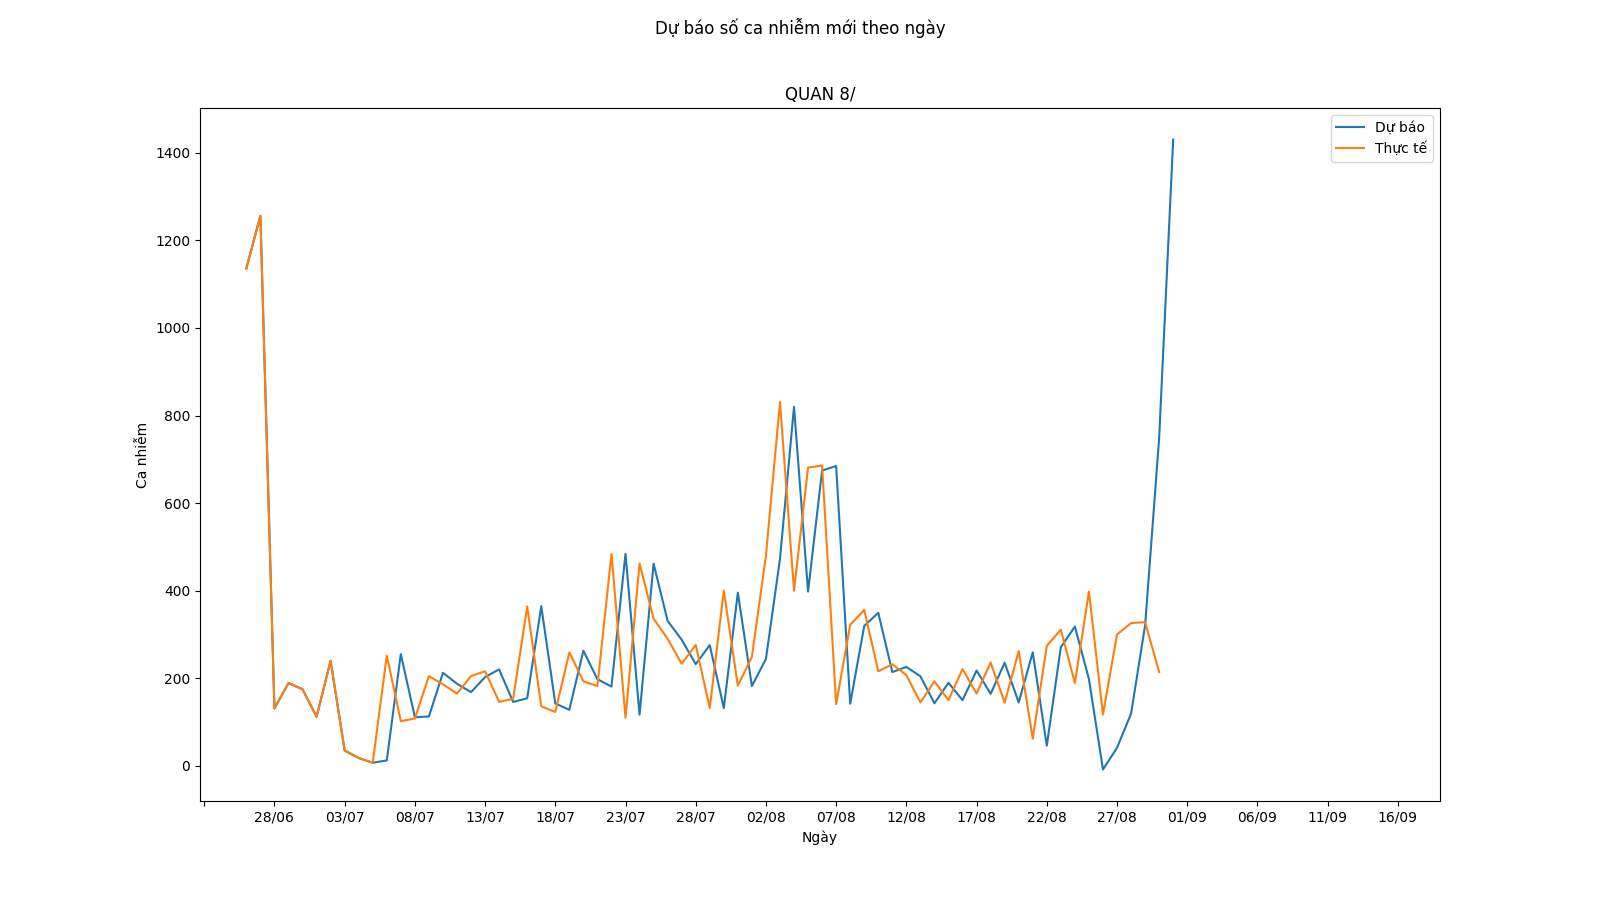 Dự báo số ca nhiễm mới theo ngày
QUAN 8/
Dự báo
Thực tế
1400
1200
1000
800
600
400
200
0
Ca nhiễm
28/06 03/07 08/07 13/07 18/07 23/07 28/07 02/08 07/08 12/08 17/08 22/08 27/08 01/09 06/09 11/09 16/09
Ngày